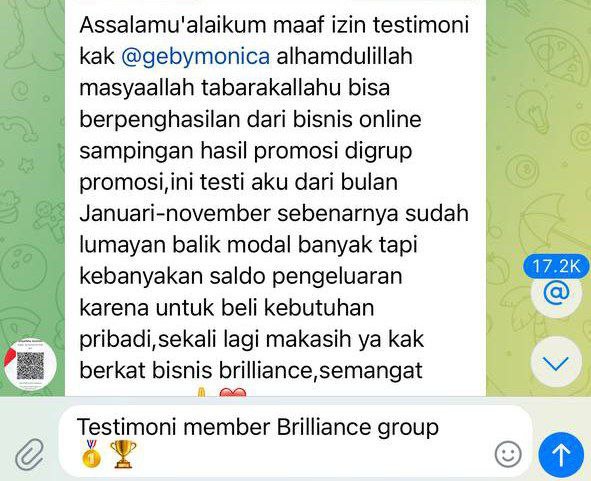 Assalamu'alaikum maaf izin testimoni
kak @gebymonica alhamdulillah
masyaallah tabarakallahu bisa
berpenghasilan dari bisnis online
sampingan hasil promosi digrup
promosi,ini testi aku dari bulan
Januari-november sebenarnya sudah
lumayan balik modal banyak tapi
kebanyakan saldo pengeluaran
karena untuk beli kebutuhan
pribadi,sekali lagi makasih ya kak
berkat bisnis brilliance,semangat
17.2K
Testimoni member Brilliance group
🏅🏆